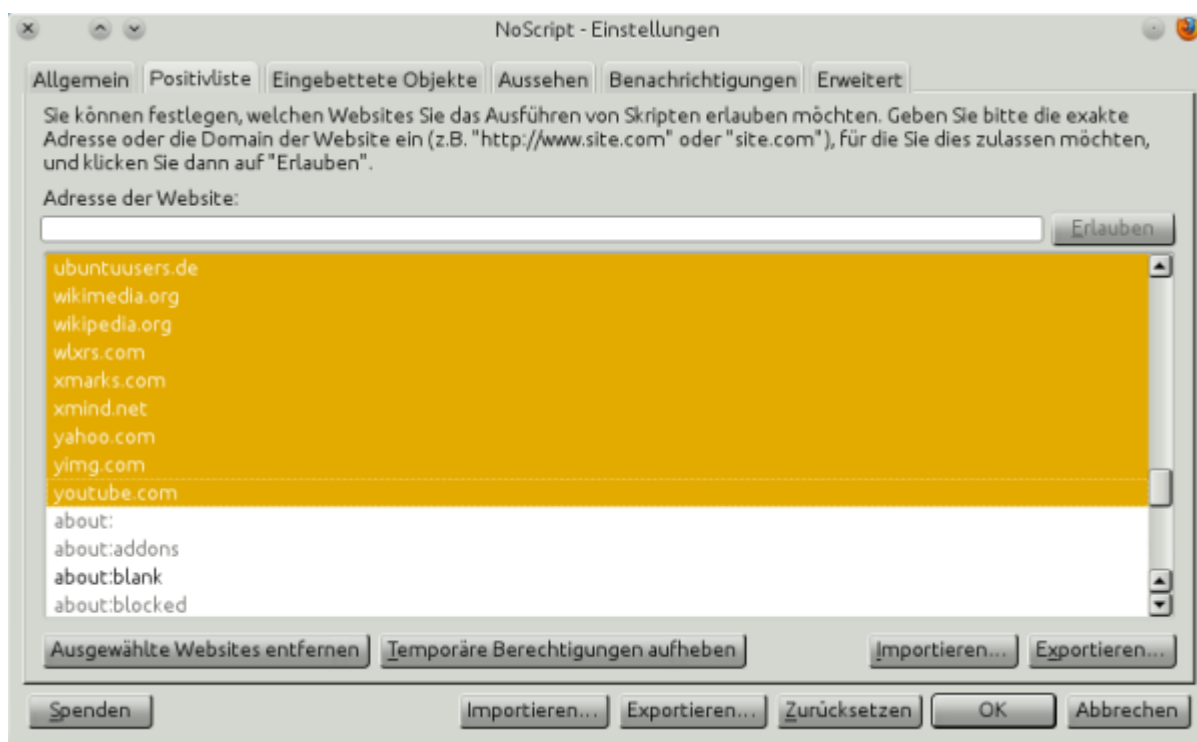 NoScript - Einstellungen
Allgemein Positivliste Eingebettete Objekte Aussehen Benachrichtigungen Erweitert
Sie können festlegen, welchen Websites Sie das Ausführen von Skripten erlauben möchten. Geben Sie bitte die exakte
Adresse oder die Domain der Website ein (z.B. "http://www.site.com" oder "site.com"), für die Sie dies zulassen möchten,
und klicken Sie dann auf "Erlauben".
Adresse der Website:
Erlauben
ubuntuusers.de
wikimedia.org
wikipedia.org
wlxrs.com
xmarks.com
xmind.net
yahoo.com
yimg.com
youtube.com
about:
about:addons
about:blank
about:blocked
Ausgewählte Websites entfernen Temporäre Berechtigungen aufheben Importieren... Exportieren...
Spenden Importieren... Exportieren... Zurücksetzen OK Abbrechen